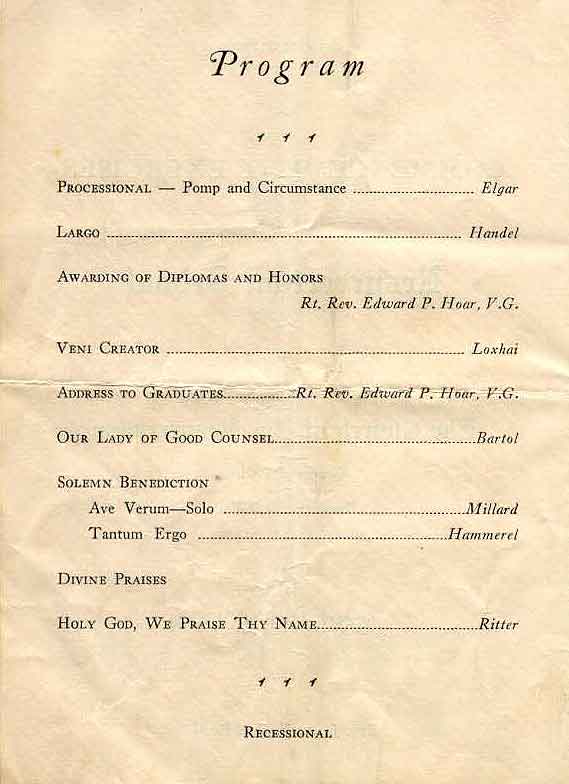 Program
Processional — Pomp and Circumstance ........................... Elgar
Largo ................................................................................ Handel
Awarding of Diplomas and Honors
Rt. Rev. Edward P. Hoar, V.G.
Veni Creator .................................................................... Loxhai
Address to Graduates................Rt. Rev. Edward P. Hoar, V.G.
Our Lady of Good Counsel.............................................Bartol
Solemn Benediction
Ave Verum—Solo ......................................................Millard
Tantum Ergo ........................................................Hammerel
Divine Praises
Holy God, We Praise Thy Name....................................Ritter
Recessional